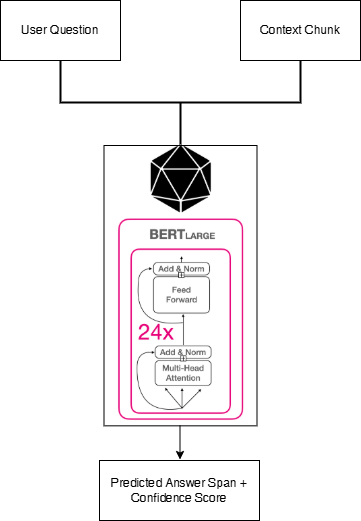 User Question
Context Chunk
BERTLARGE
Add & Norm
Feed
Forward
24x
Add & Norm
Multi-Head
Attention
Predicted Answer Span +
Confidence Score